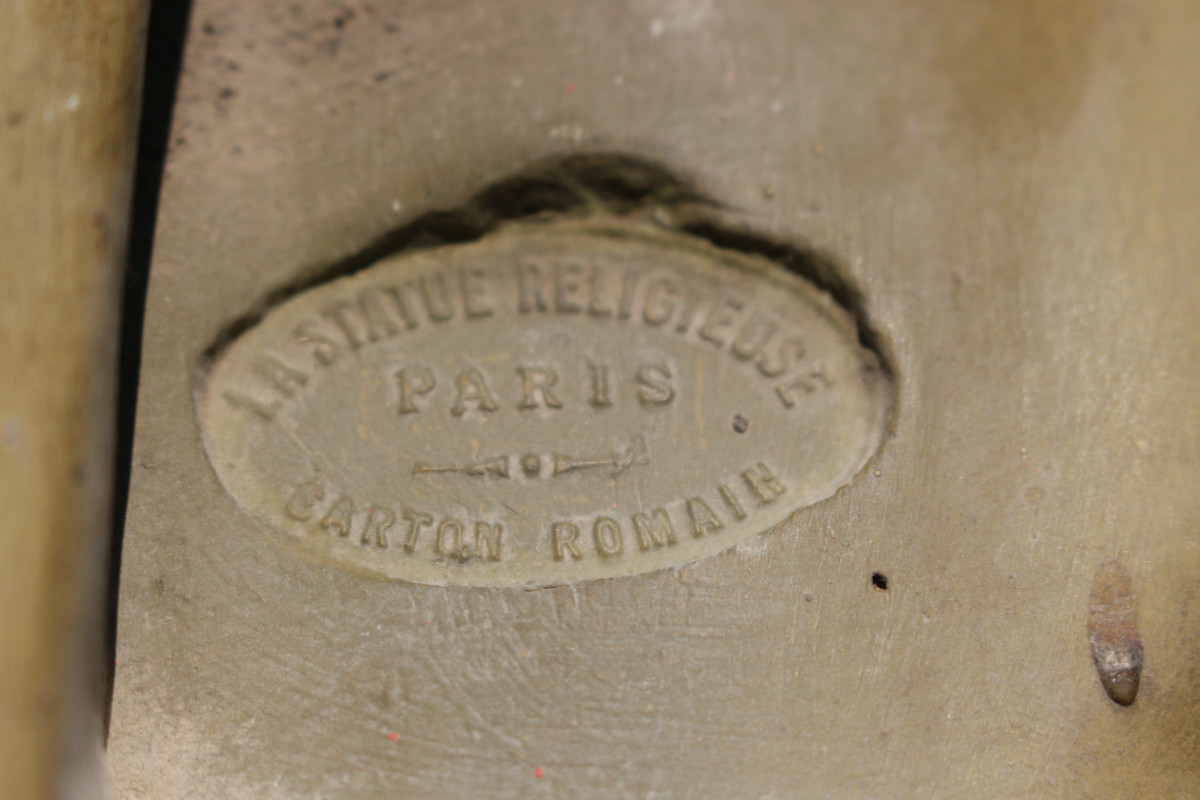 LA STATUE RELIGIEUSE
PARIS
CARTON ROMAIN